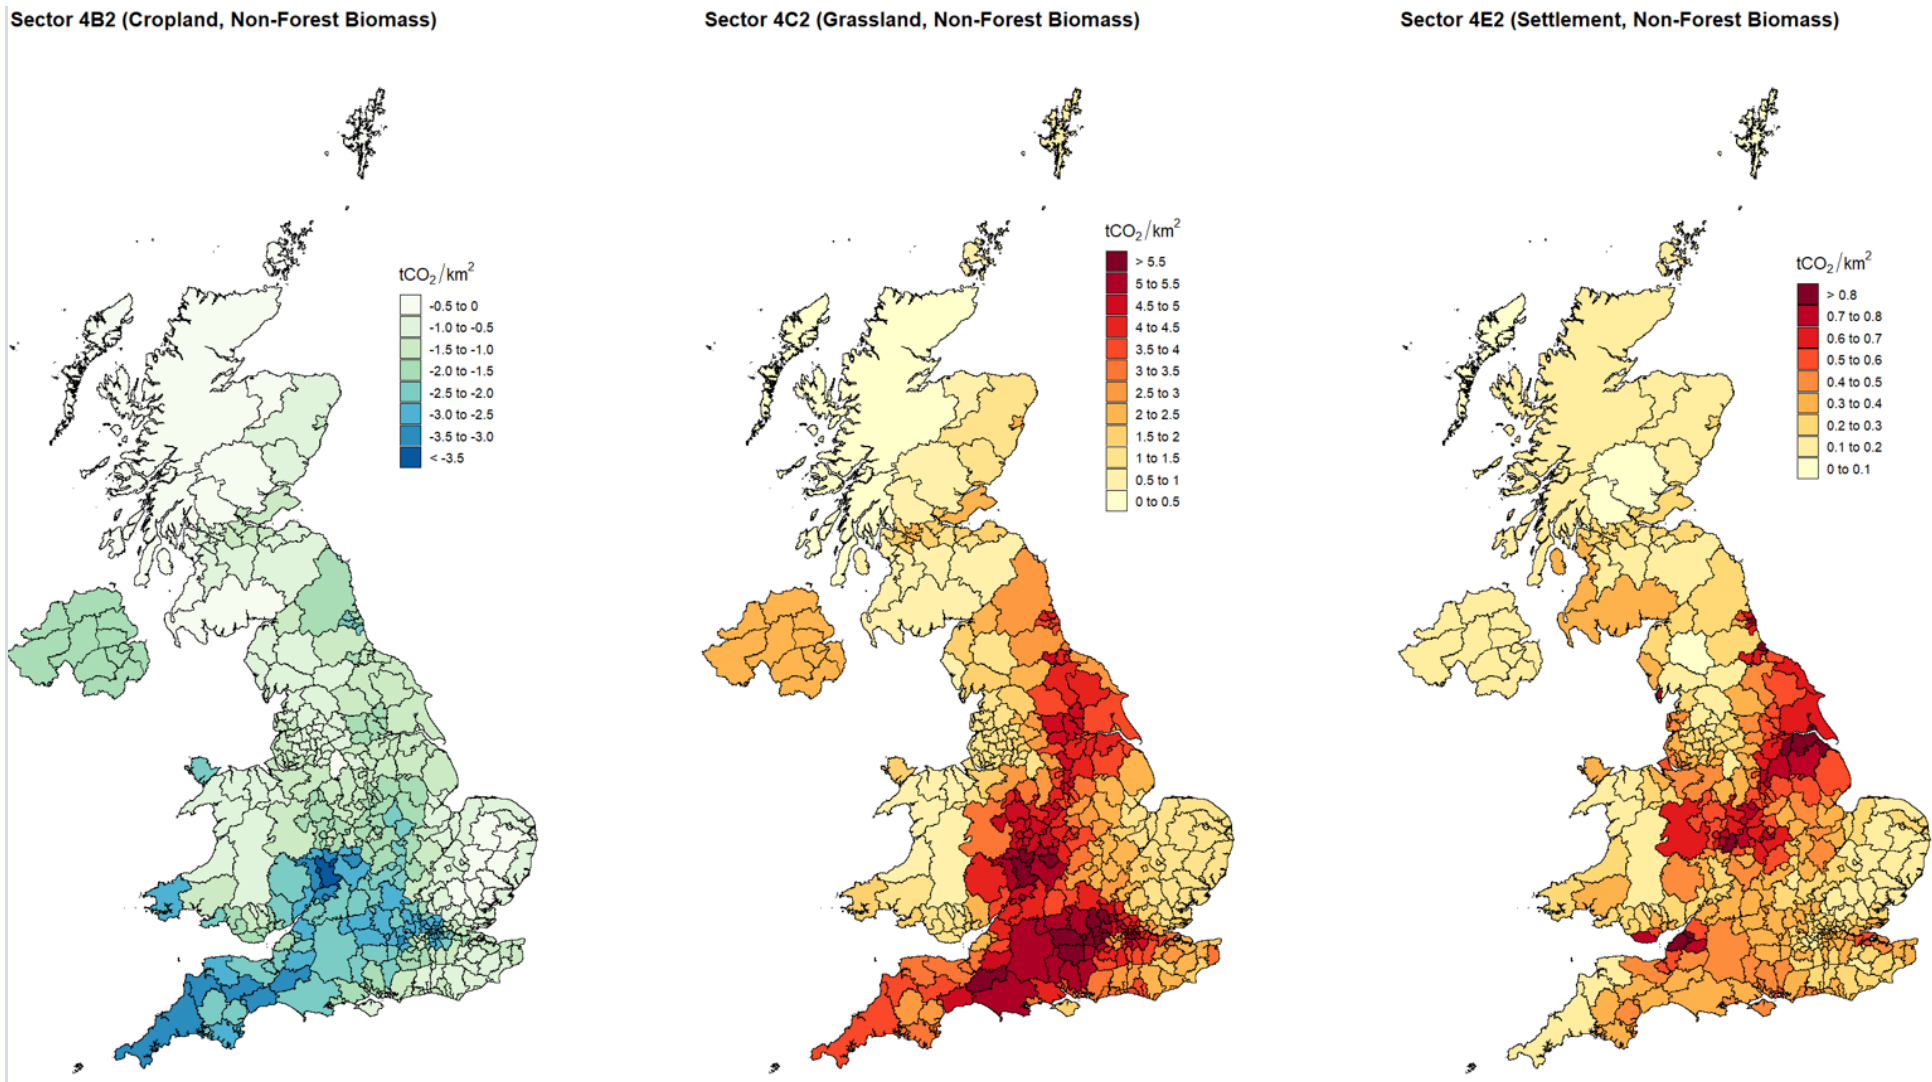 Sector 4B2 (Cropland, Non-Forest Biomass)
Sector 4C2 (Grassland, Non-Forest Biomass)
Sector 4E2 (Settlement, Non-Forest Biomass)
tCO₂/km²
-0.5 to 0
-1.0 to -0.5
-1.5 to -1.0
-2.0 to -1.5
-2.5 to -2.0
-3.0 to -2.5
-3.5 to -3.0
< -3.5
tCO₂/km²
> 5.5
5 to 5.5
4.5 to 5
4 to 4.5
3.5 to 4
3 to 3.5
2.5 to 3
2 to 2.5
1.5 to 2
1 to 1.5
0.5 to 1
0 to 0.5
tCO₂/km²
> 0.8
0.7 to 0.8
0.6 to 0.7
0.5 to 0.6
0.4 to 0.5
0.3 to 0.4
0.2 to 0.3
0.1 to 0.2
0 to 0.1